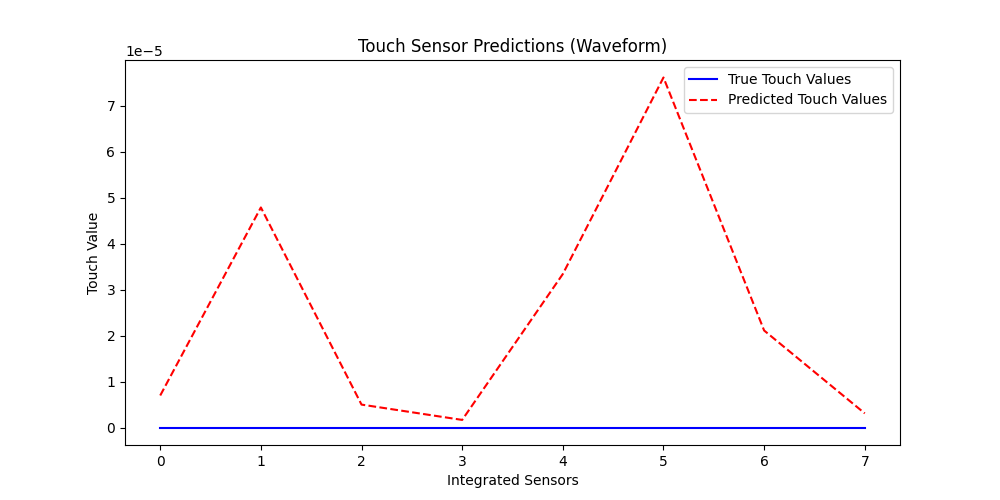 Touch Sensor Predictions (Waveform)
1e−5
True Touch Values
Predicted Touch Values
7
6
5
4
3
2
1
0
Touch Value
0 1 2 3 4 5 6 7
Integrated Sensors